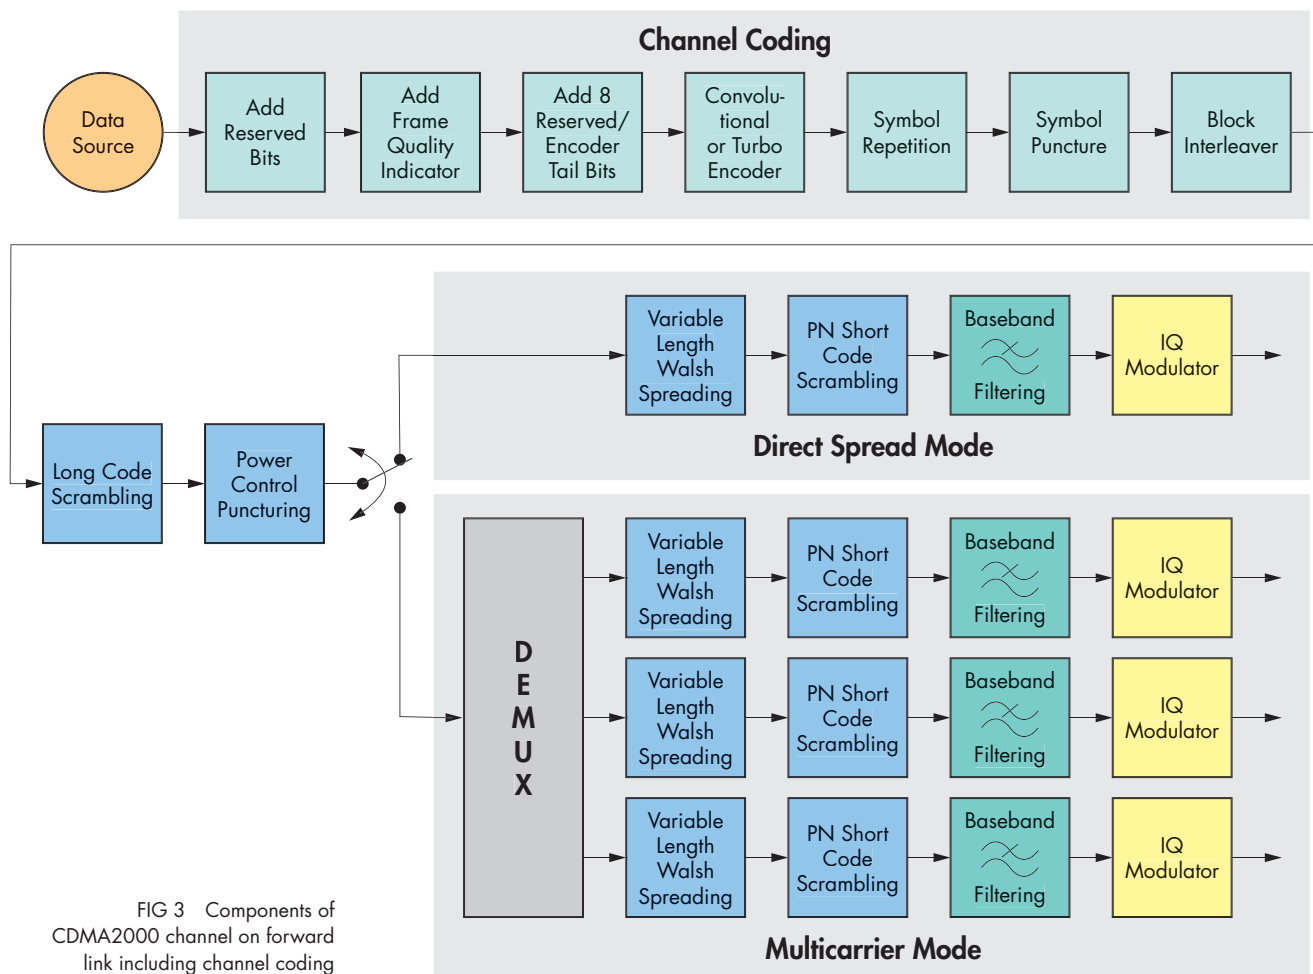 Channel Coding
Data
Source
Add
Reserved
Bits
Add
Frame
Quality
Indicator
Add 8
Reserved/
Encoder
Tail Bits
Convolu-
tional
or Turbo
Encoder
Symbol
Repetition
Symbol
Puncture
Block
Interleaver
Long Code
Scrambling
Power
Control
Puncturing
Variable
Length
Walsh
Spreading
PN Short
Code
Scrambling
Baseband
Filtering
IQ
Modulator
Direct Spread Mode
D
E
M
U
X
Variable
Length
Walsh
Spreading
PN Short
Code
Scrambling
Baseband
Filtering
IQ
Modulator
Variable
Length
Walsh
Spreading
PN Short
Code
Scrambling
Baseband
Filtering
IQ
Modulator
Variable
Length
Walsh
Spreading
PN Short
Code
Scrambling
Baseband
Filtering
IQ
Modulator
Multicarrier Mode
FIG 3 Components of
CDMA2000 channel on forward
link including channel coding